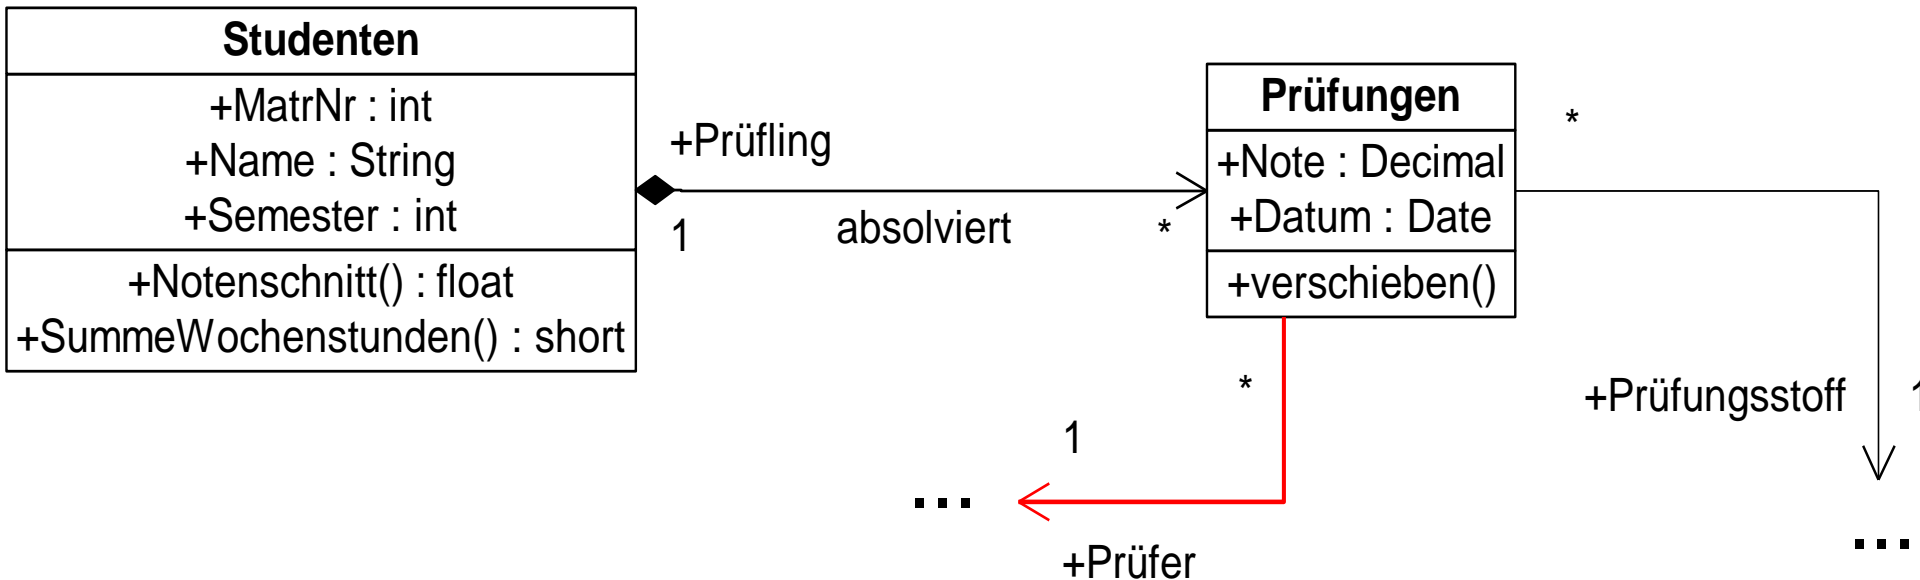 Studenten
+MatrNr : int
+Name : String
+Semester : int
+Notenschnitt() : float
+SummeWochenstunden() : short
+Prüfling
1
absolviert
*
Prüfungen
+Note : Decimal
+Datum : Date
+verschieben()
*
+Prüfungsstoff
1
...
*
1
...
+Prüfer